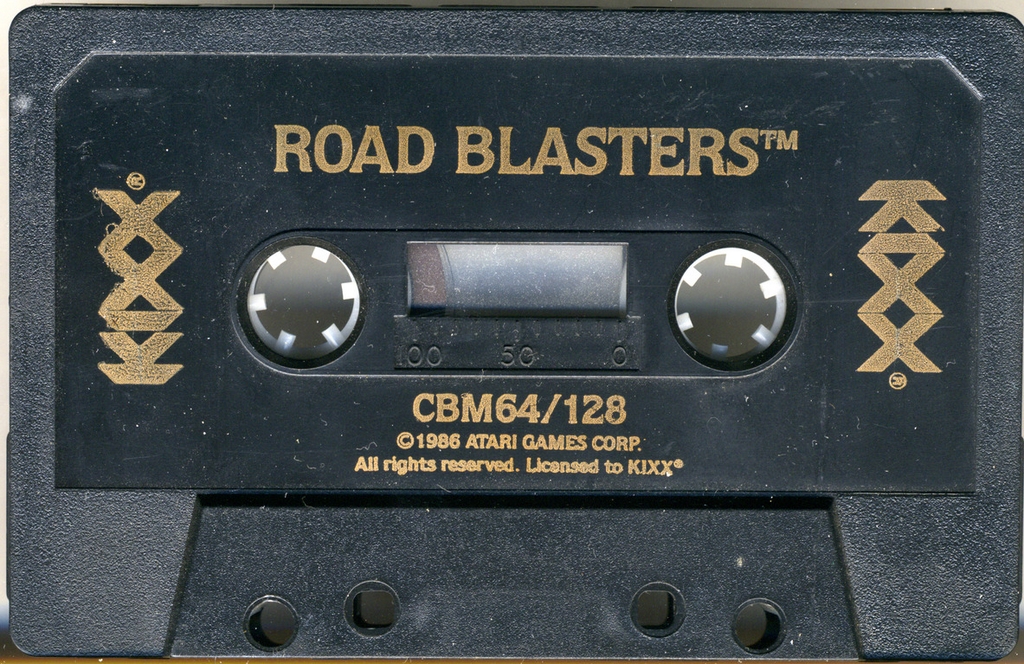 ROAD BLASTERS™
KIXX®
KIXX®
100 50 0
CBM64/128
©1986 ATARI GAMES CORP.
All rights reserved. Licensed to KIXX®